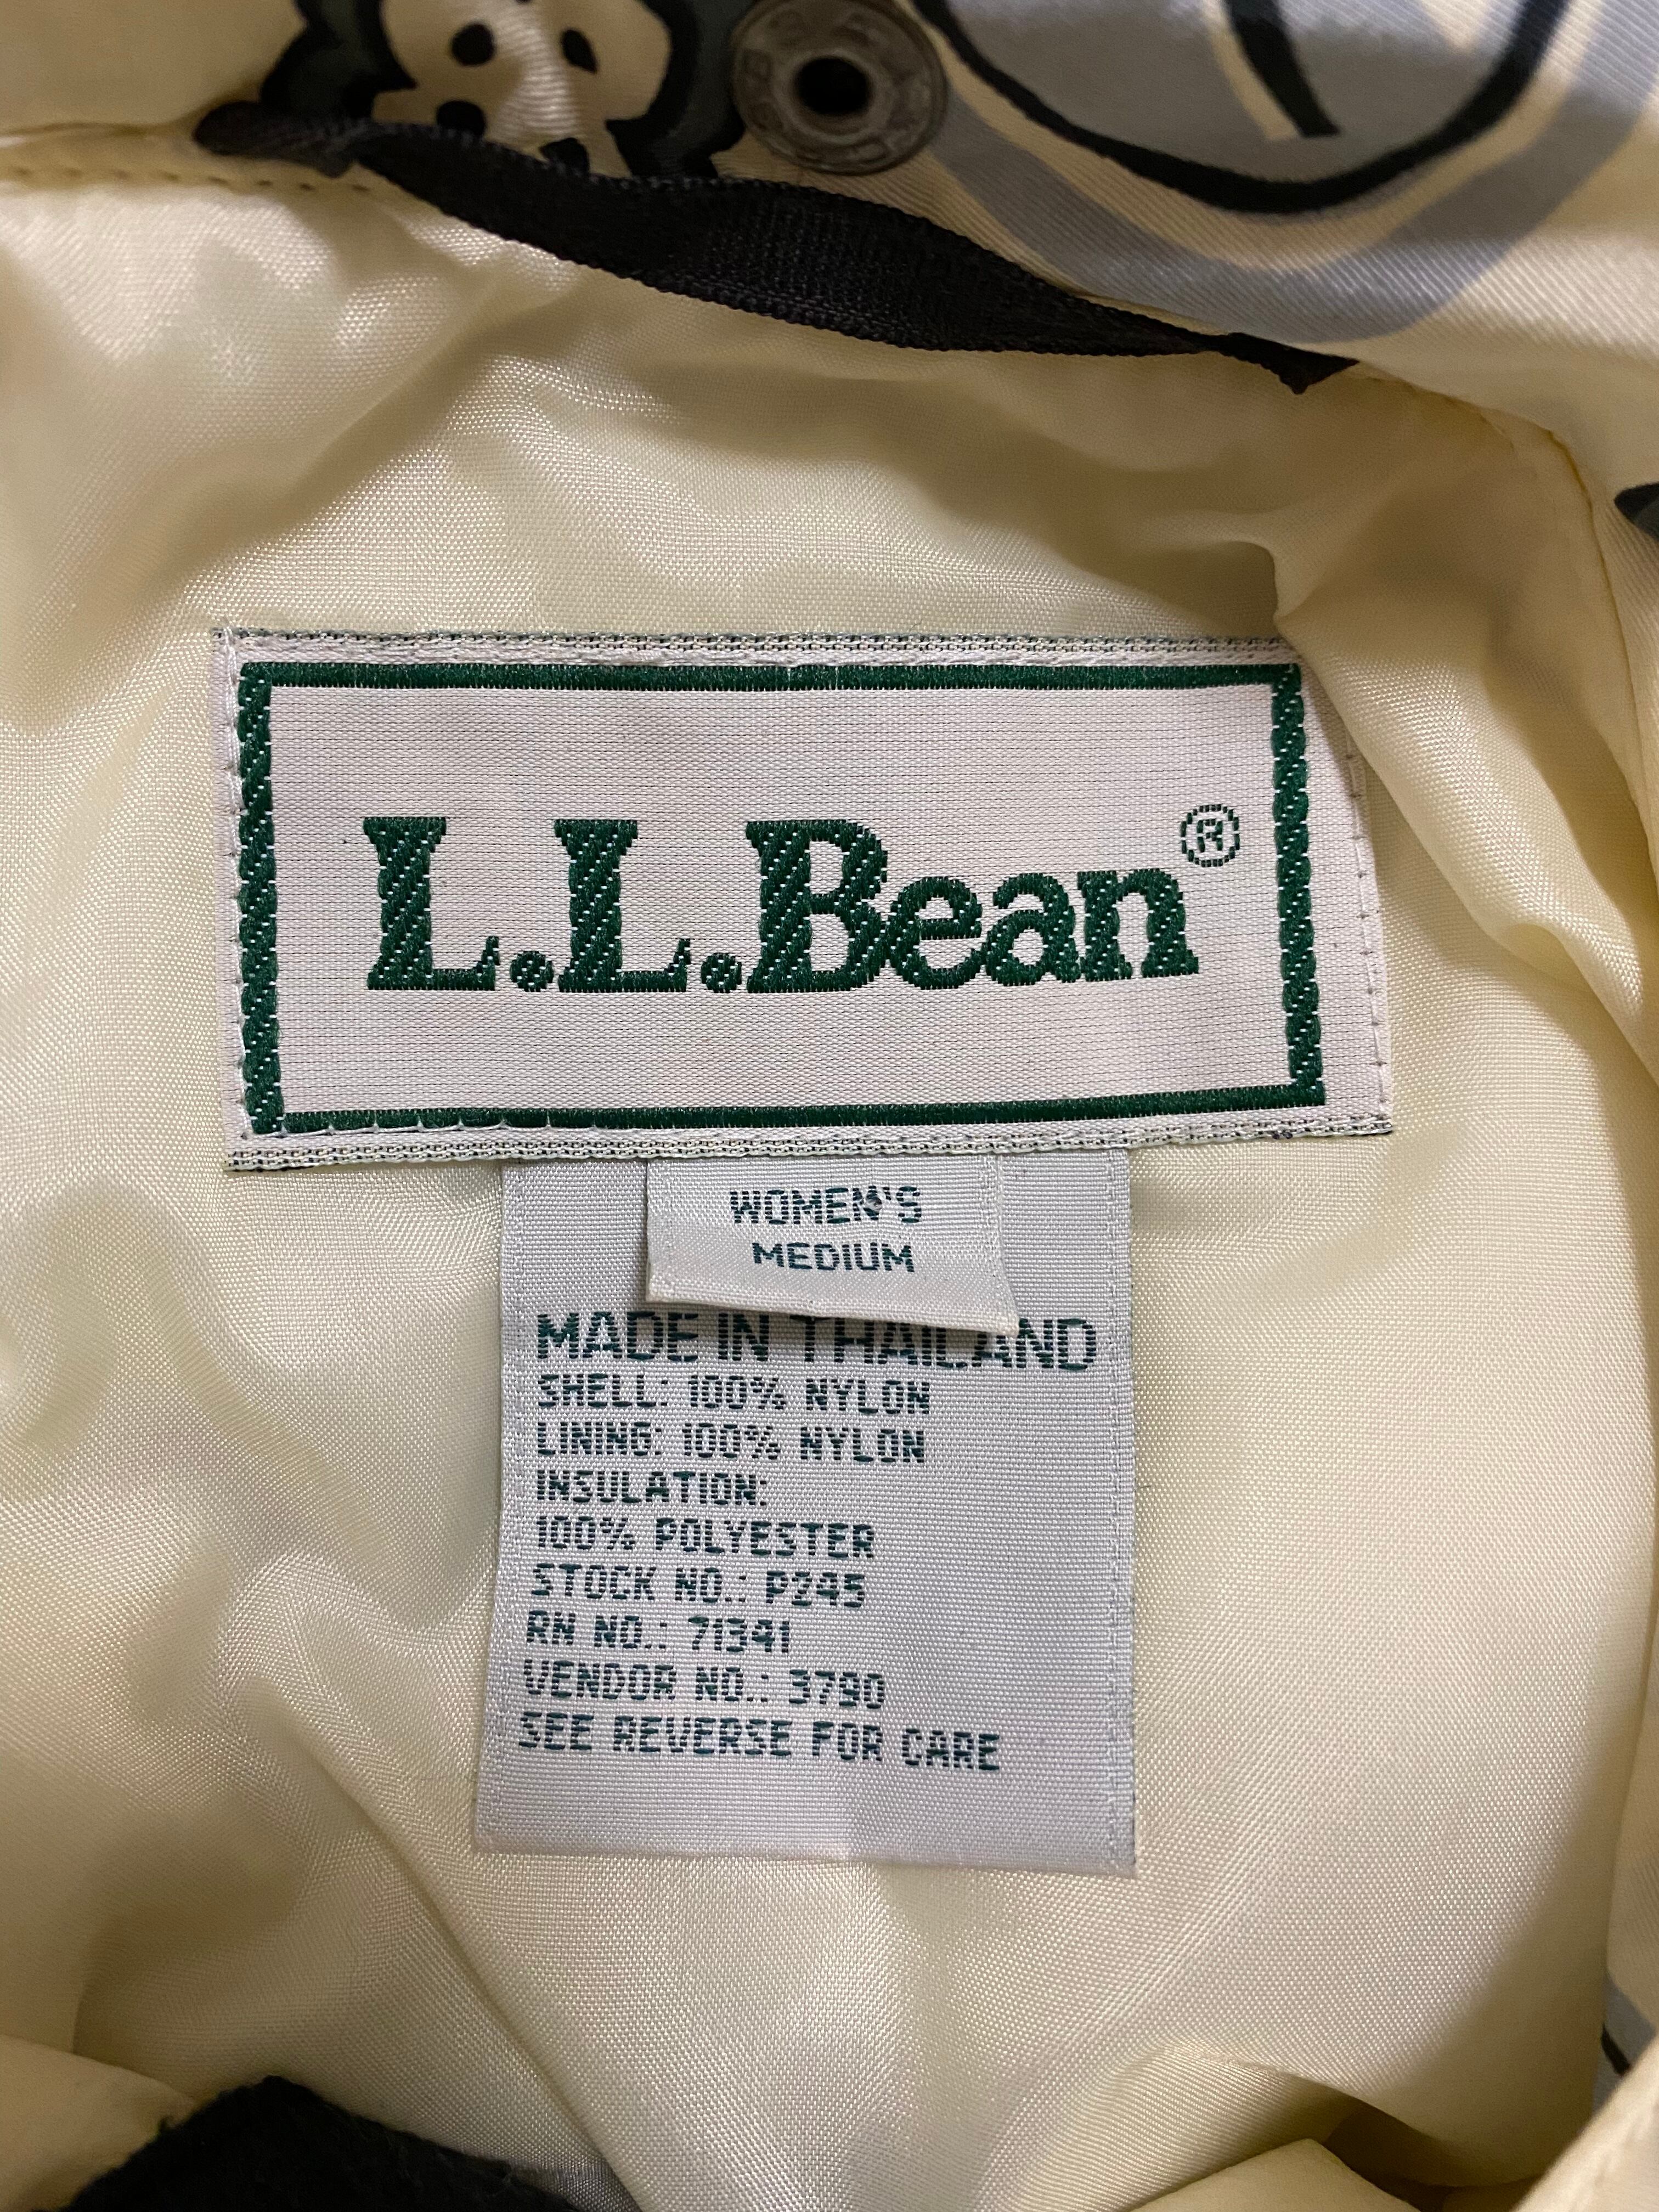 L.L.Bean®
WOMEN'S
MEDIUM
MADE IN THAILAND
SHELL: 100% NYLON
LINING: 100% NYLON
INSULATION:
100% POLYESTER
STOCK NO.: P245
RN NO.: 71341
VENDOR NO.: 3790
SEE REVERSE FOR CARE